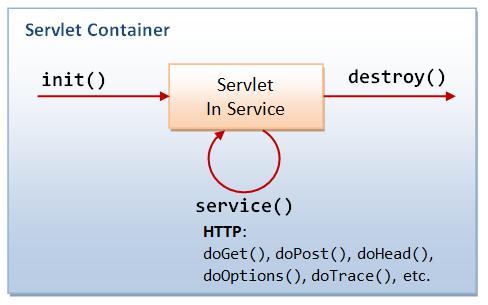 Servlet Container
init()
Servlet
In Service
destroy()
service()
HTTP:
doGet(), doPost(), doHead(),
doOptions(), doTrace(), etc.